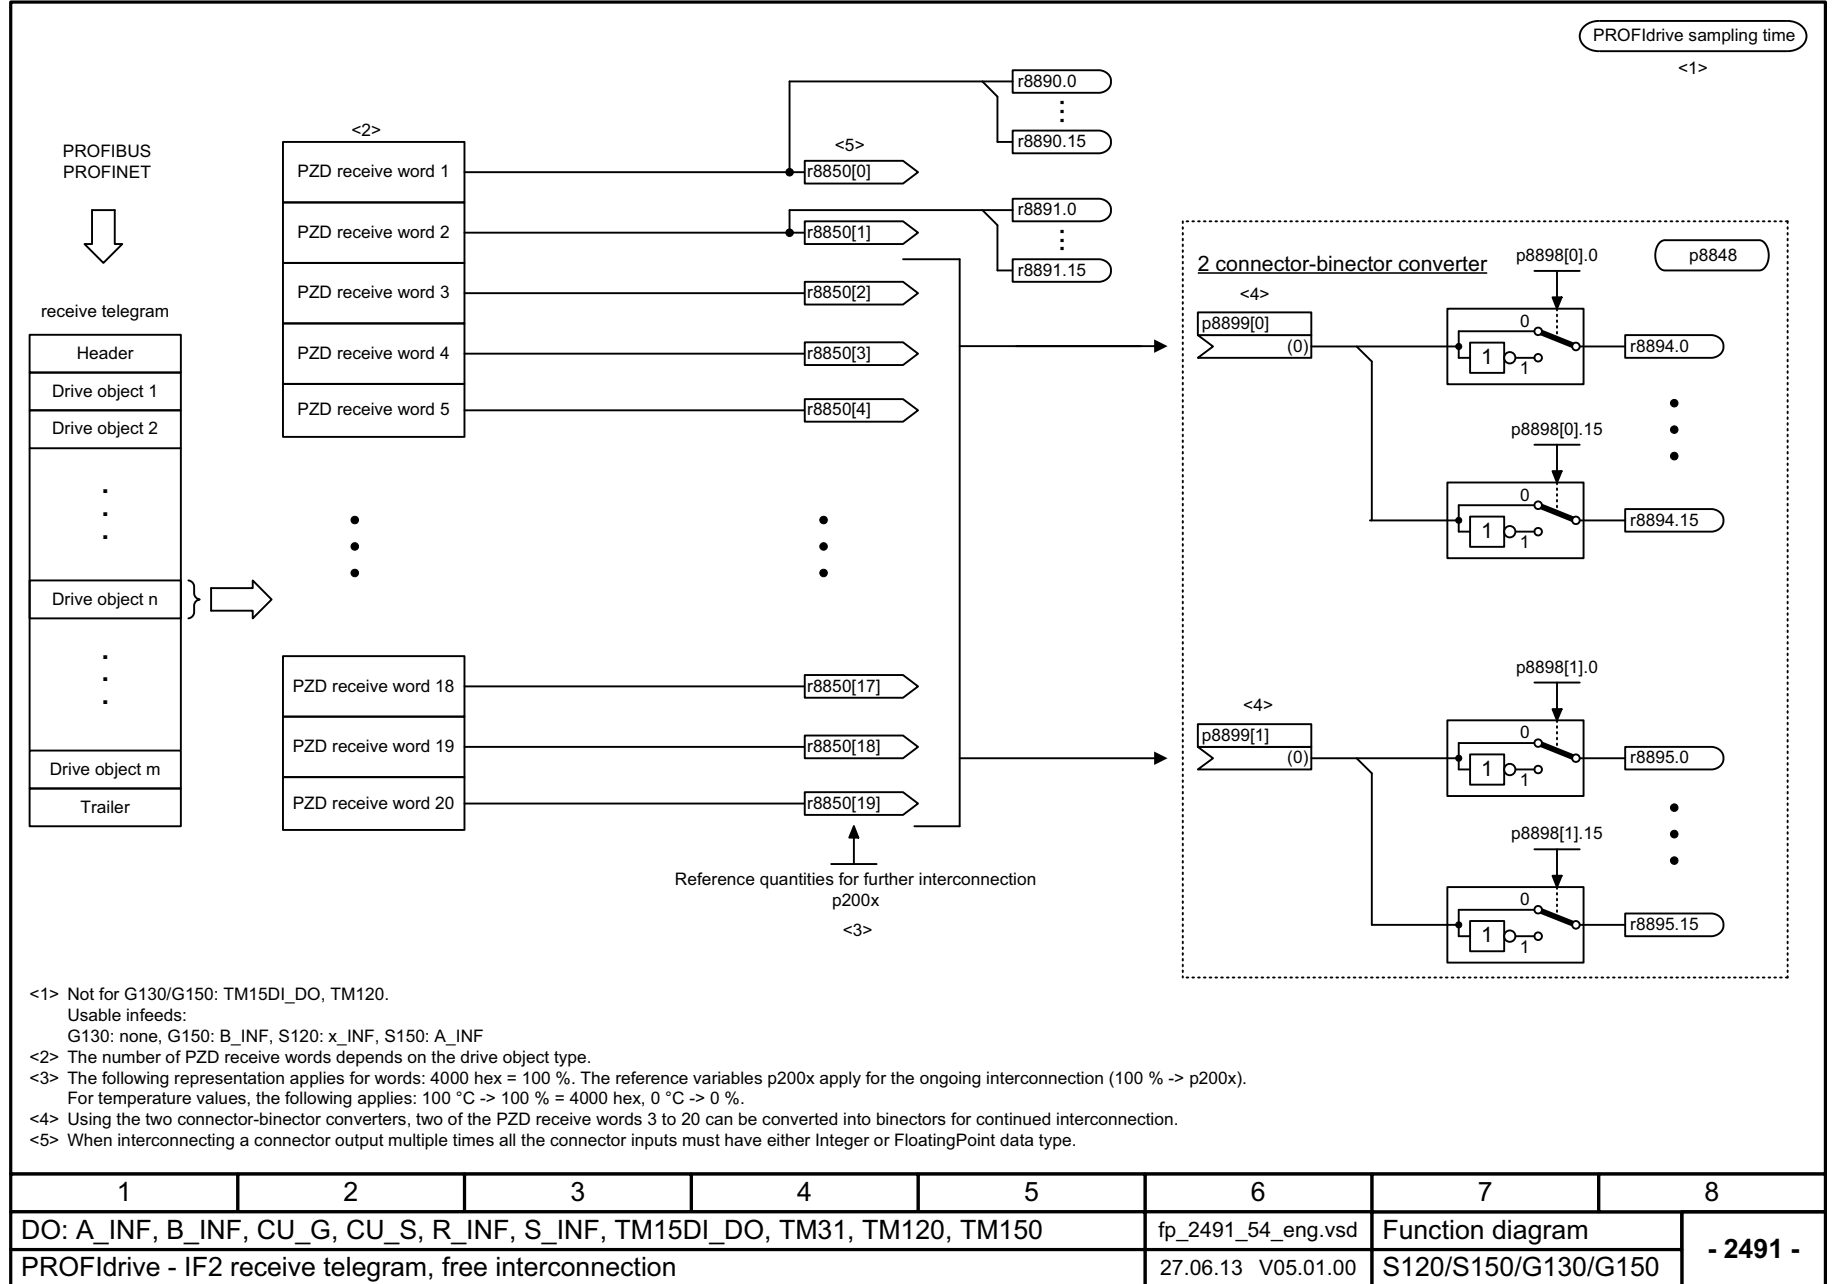 PROFIdrive sampling time
<1>
PROFIBUS
PROFINET
receive telegram
Header
Drive object 1
Drive object 2
Drive object n
Drive object m
Trailer
<2>
PZD receive word 1
PZD receive word 2
PZD receive word 3
PZD receive word 4
PZD receive word 5
PZD receive word 18
PZD receive word 19
PZD receive word 20
<5>
r8850[0]
r8850[1]
r8850[2]
r8850[3]
r8850[4]
r8850[17]
r8850[18]
r8850[19]
Reference quantities for further interconnection
p200x
<3>
r8890.0
r8890.15
r8891.0
r8891.15
2 connector-binector converter
p8848
<4>
p8899[0]
(0)
p8898[0].0
0
1
1
r8894.0
p8898[0].15
0
1
1
r8894.15
<4>
p8899[1]
(0)
p8898[1].0
0
1
1
r8895.0
p8898[1].15
0
1
1
r8895.15
<1> Not for G130/G150: TM15DI_DO, TM120.
Usable infeeds:
G130: none, G150: B_INF, S120: x_INF, S150: A_INF
<2> The number of PZD receive words depends on the drive object type.
<3> The following representation applies for words: 4000 hex = 100 %. The reference variables p200x apply for the ongoing interconnection (100 % -> p200x).
For temperature values, the following applies: 100 °C -> 100 % = 4000 hex, 0 °C -> 0 %.
<4> Using the two connector-binector converters, two of the PZD receive words 3 to 20 can be converted into binectors for continued interconnection.
<5> When interconnecting a connector output multiple times all the connector inputs must have either Integer or FloatingPoint data type.
1 2 3 4 5 6 7 8
DO: A_INF, B_INF, CU_G, CU_S, R_INF, S_INF, TM15DI_DO, TM31, TM120, TM150
fp_2491_54_eng.vsd
Function diagram
- 2491 -
PROFIdrive - IF2 receive telegram, free interconnection
27.06.13 V05.01.00
S120/S150/G130/G150